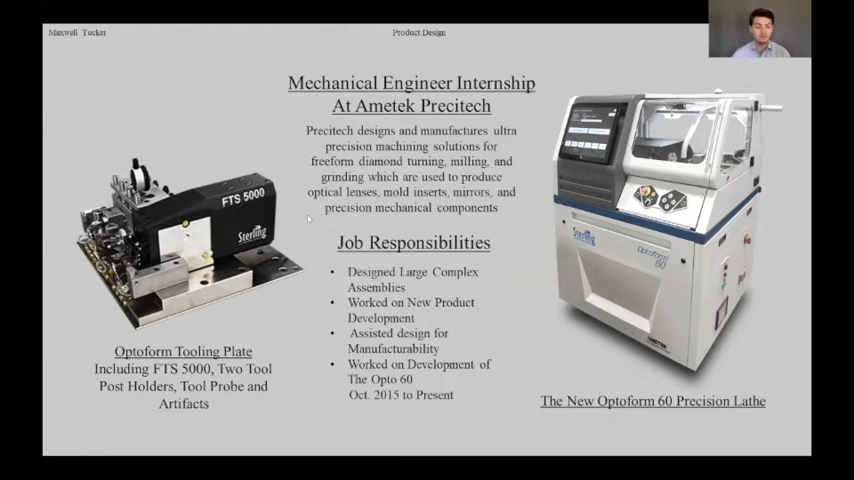 Maxwell Tucker
Product Design
Mechanical Engineer Internship
At Ametek Precitech
Precitech designs and manufactures ultra
precision machining solutions for
freeform diamond turning, milling, and
grinding which are used to produce
optical lenses, mold inserts, mirrors, and
precision mechanical components
Job Responsibilities
• Designed Large Complex
Assemblies
• Worked on New Product
Development
• Assisted design for
Manufacturability
• Worked on Development of
The Opto 60
Oct. 2015 to Present
FTS 5000
Sterling
Optoform Tooling Plate
Including FTS 5000, Two Tool
Post Holders, Tool Probe and
Artifacts
Sterling
Optoform
60
AMETEK
The New Optoform 60 Precision Lathe